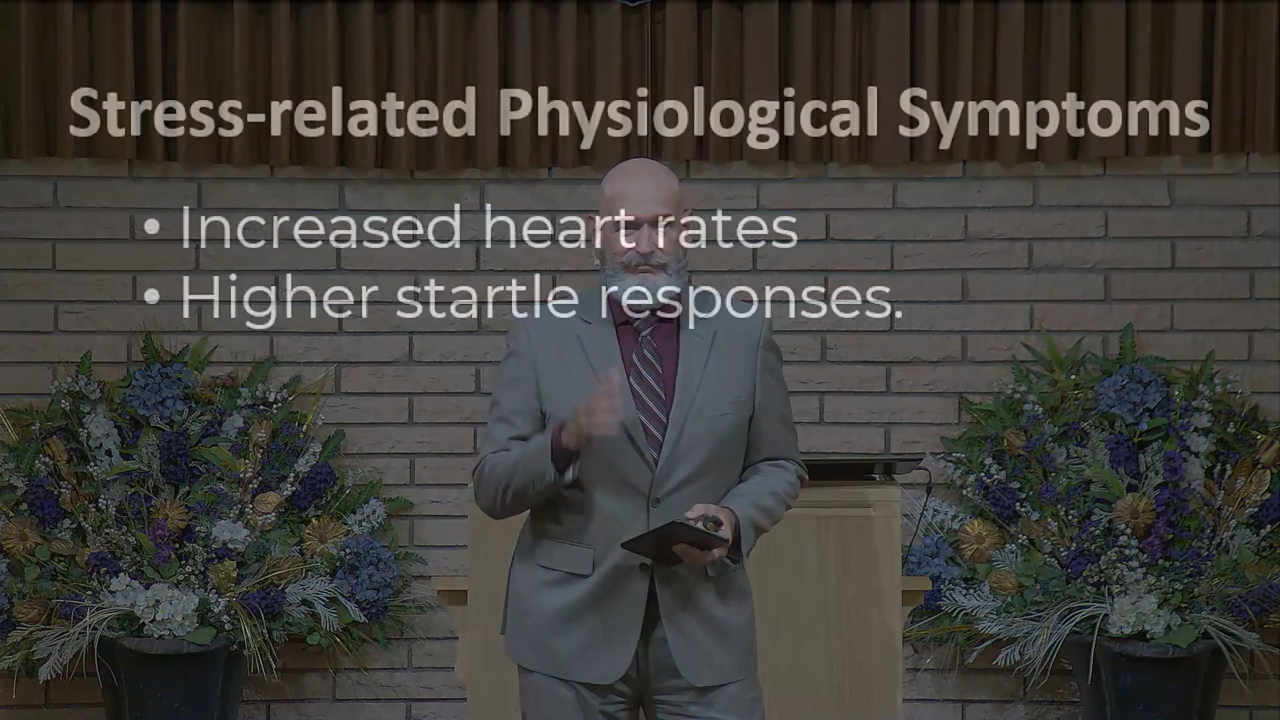 Stress-related Physiological Symptoms
• Increased heart rates
• Higher startle responses.